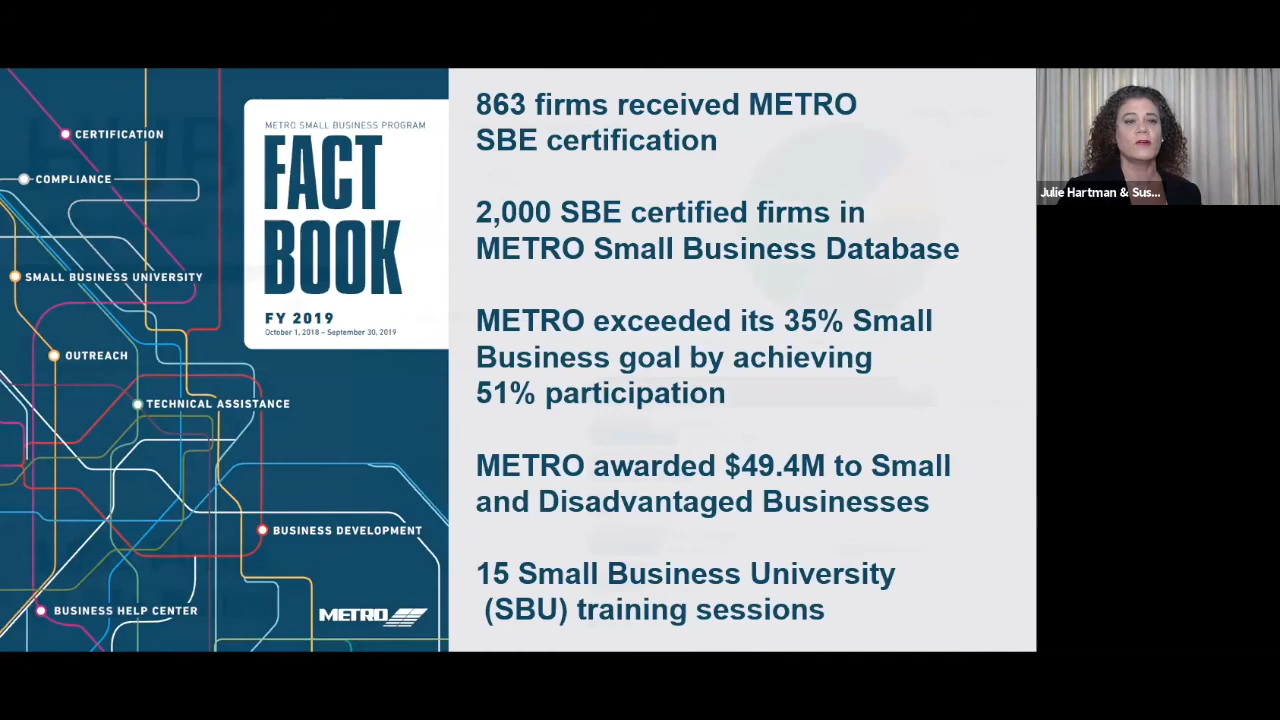 CERTIFICATION
COMPLIANCE
SMALL BUSINESS UNIVERSITY
OUTREACH
TECHNICAL ASSISTANCE
BUSINESS DEVELOPMENT
BUSINESS HELP CENTER
METRO SMALL BUSINESS PROGRAM
FACT
BOOK
FY 2019
October 1, 2018 – September 30, 2019
METRO
863 firms received METRO
SBE certification
2,000 SBE certified firms in
METRO Small Business Database
METRO exceeded its 35% Small
Business goal by achieving
51% participation
METRO awarded $49.4M to Small
and Disadvantaged Businesses
15 Small Business University
(SBU) training sessions
Julie Hartman & Sus...